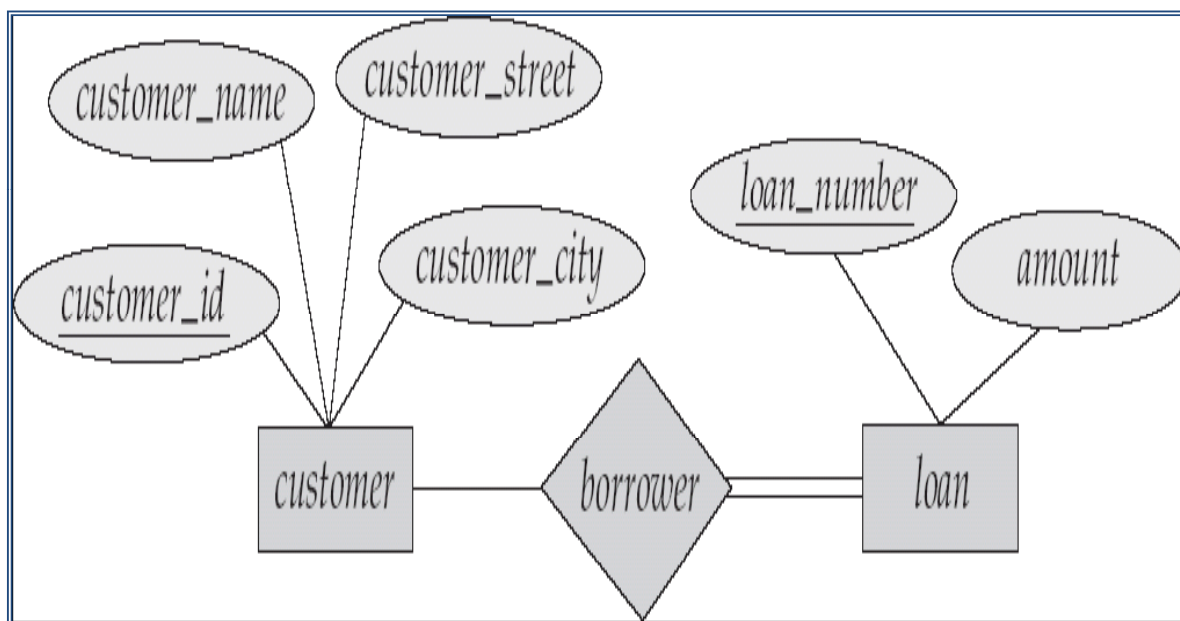 customer_name
customer_street
loan_number
customer_id
customer_city
amount
customer
borrower
loan